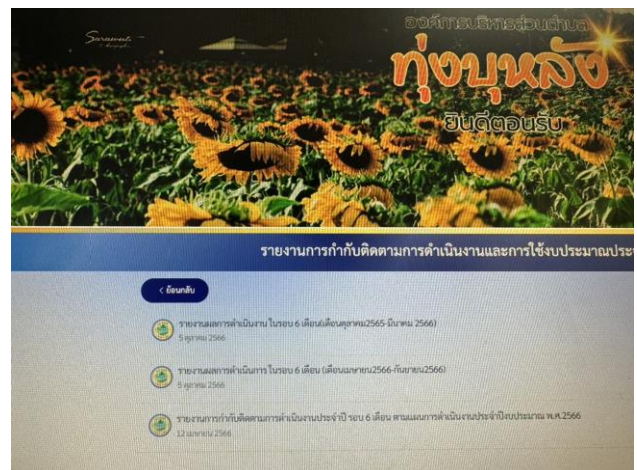 องค์การบริหารส่วนตำบล
ทุ่งบุหลัง
ยินดีตอนรับ
รายงานการกำกับติดตามการดำเนินงานและการใช้งบประมาณประ
< ย้อนกลับ
รายงานผลการดำเนินงาน ในรอบ 6 เดือน(เดือนตุลาคม2565-มีนาคม 2566)
5 ตุลาคม 2566
รายงานผลการดำเนินการ ในรอบ 6 เดือน (เดือนเมษายน2566-กันยายน2566)
5 ตุลาคม 2566
รายงานการกำกับติดตามการดำเนินงานประจำปี รอบ 6 เดือน ตามแผนการดำเนินงานประจำปีงบประมาณ พ.ศ.2566
12 เมษายน 2566